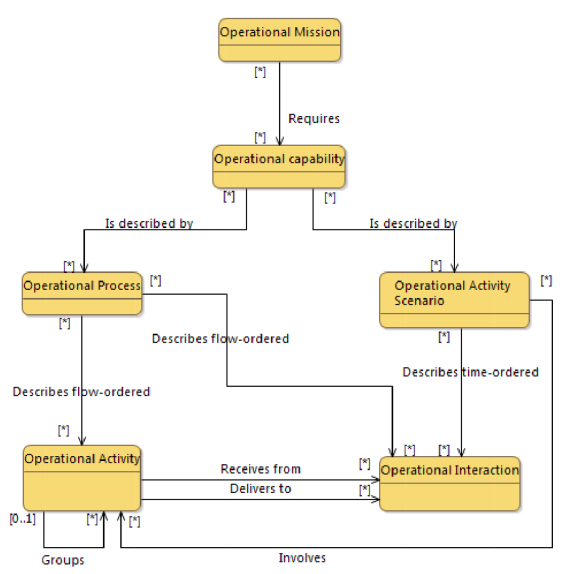 Operational Mission
[*]
Requires
[*]
Operational capability
[*]
[*]
Is described by
Is described by
[*]
[*]
Operational Process
[*]
Operational Activity
Scenario
[*]
[*]
[*]
Describes flow-ordered
Describes time-ordered
Describes flow-ordered
[*]
[*]
[*]
Operational Activity
Receives from
[*]
Operational Interaction
Delivers to
[*]
[0..1]
[*]
[*]
Groups
Involves